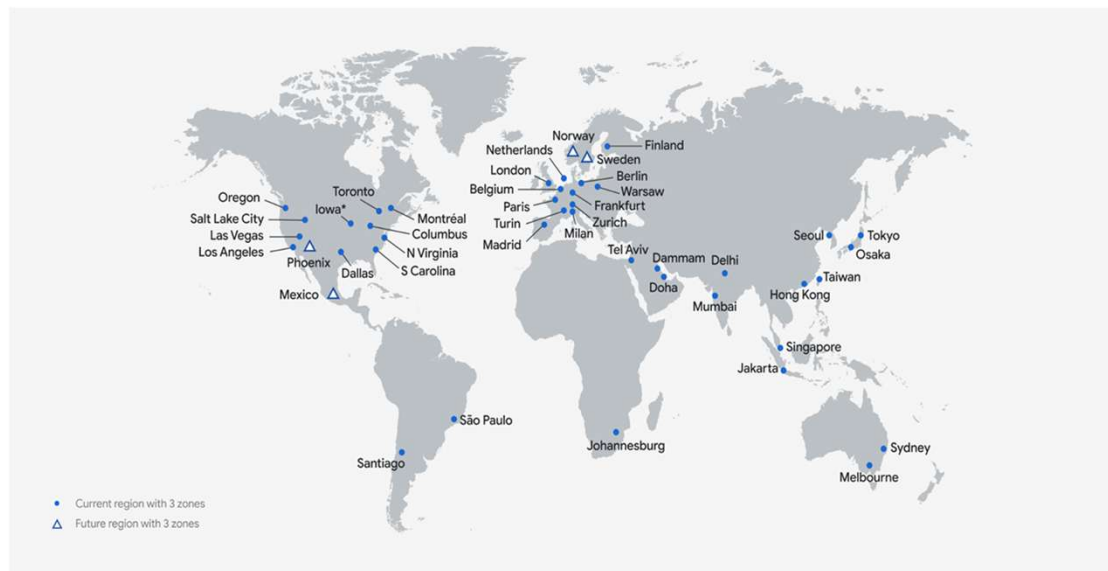 Norway
Netherlands
Finland
Sweden
London
Berlin
Belgium
Warsaw
Oregon
Toronto
Paris
Frankfurt
Iowa*
Salt Lake City
Montréal
Turin
Zurich
Columbus
Milan
Las Vegas
Madrid
Seoul
Tokyo
Los Angeles
N Virginia
Tel Aviv
Osaka
Phoenix
Dammam
Delhi
S Carolina
Dallas
Taiwan
Doha
Mexico
Hong Kong
Mumbai
Singapore
Jakarta
São Paulo
Johannesburg
Sydney
Santiago
Melbourne
Current region with 3 zones
Future region with 3 zones